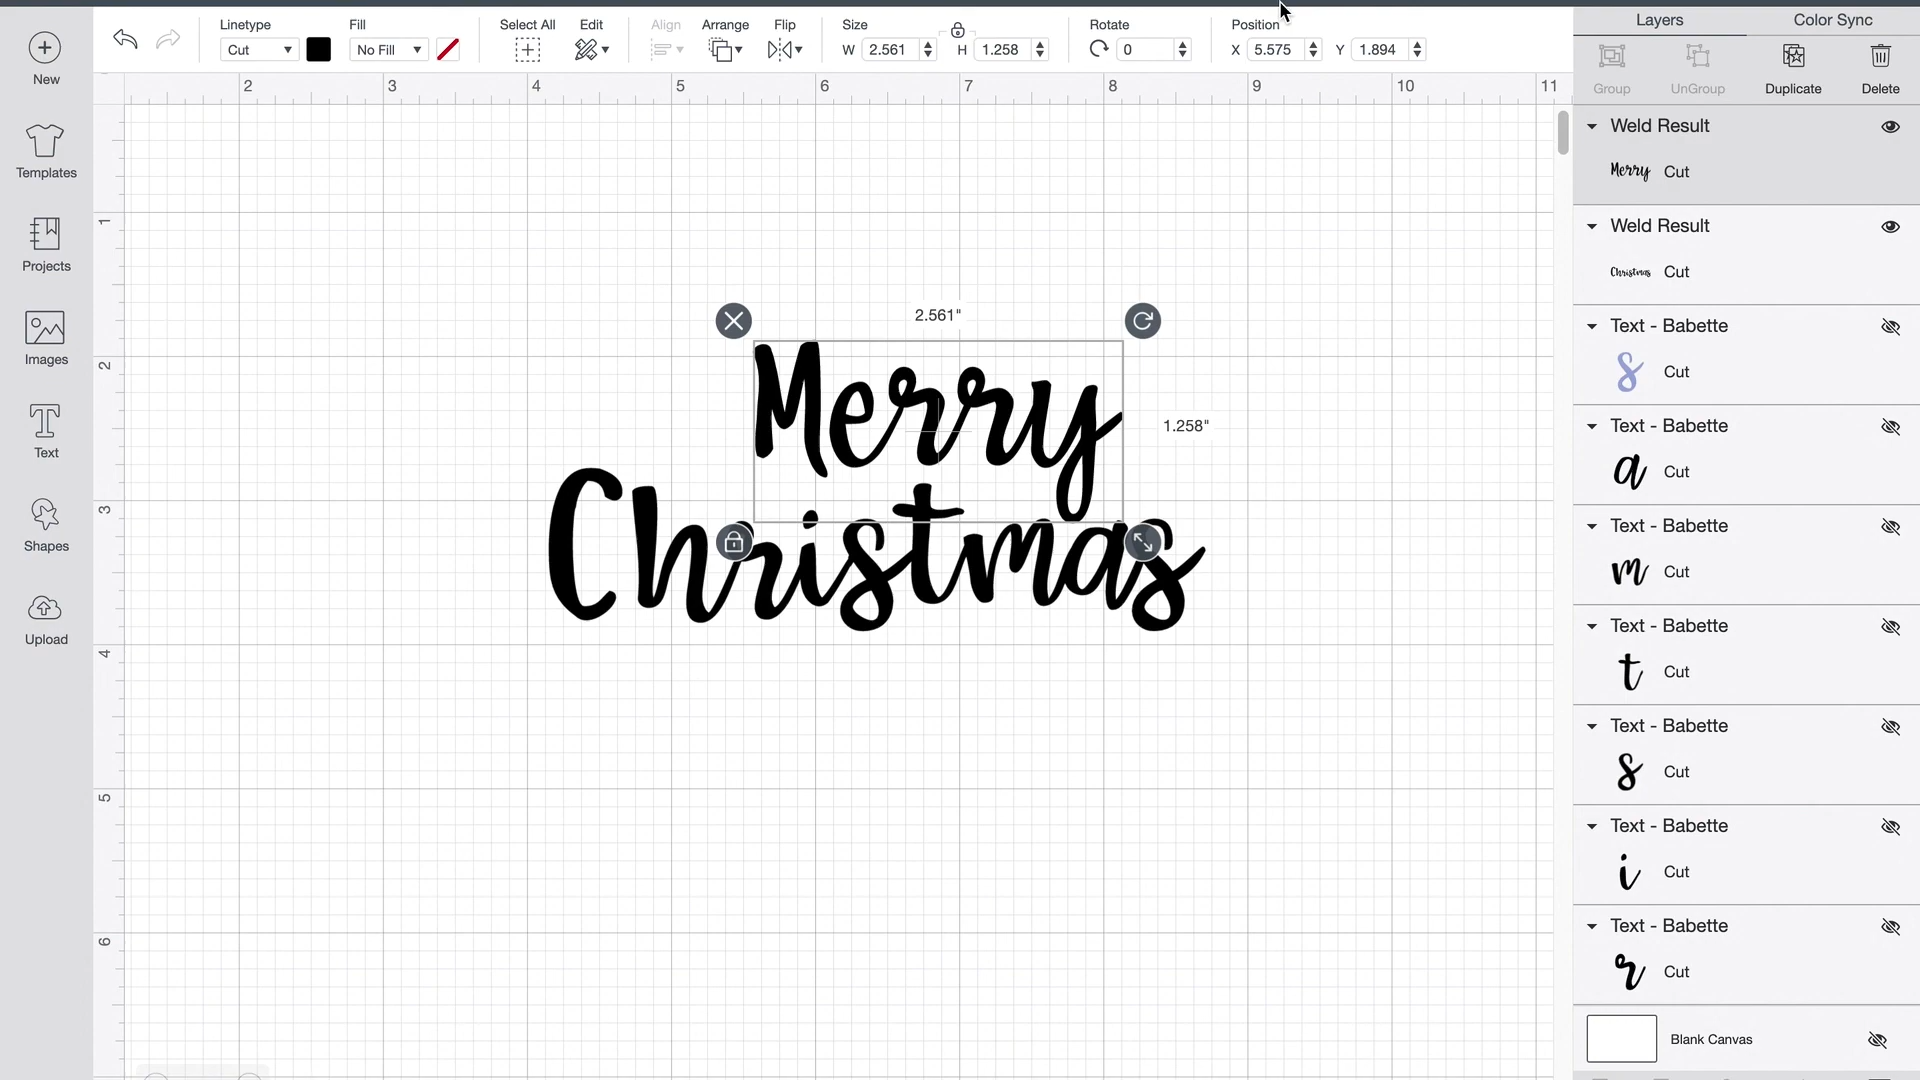 Linetype
Fill
Select All
Edit
Align
Arrange
Flip
Size
Rotate
Position
Cut
No Fill
W 2.561
H 1.258
0
X 5.575
Y 1.894
Layers
Color Sync
Group
UnGroup
Duplicate
Delete
New
Templates
Projects
Images
Text
Shapes
Upload
2 3 4 5 6 7 8 9 10 11
1
2
3
4
5
6
2.561"
1.258"
Merry
Christmas
Weld Result
Merry Cut
Weld Result
Christmas Cut
Text - Babette
s Cut
Text - Babette
a Cut
Text - Babette
m Cut
Text - Babette
t Cut
Text - Babette
s Cut
Text - Babette
i Cut
Text - Babette
r Cut
Blank Canvas